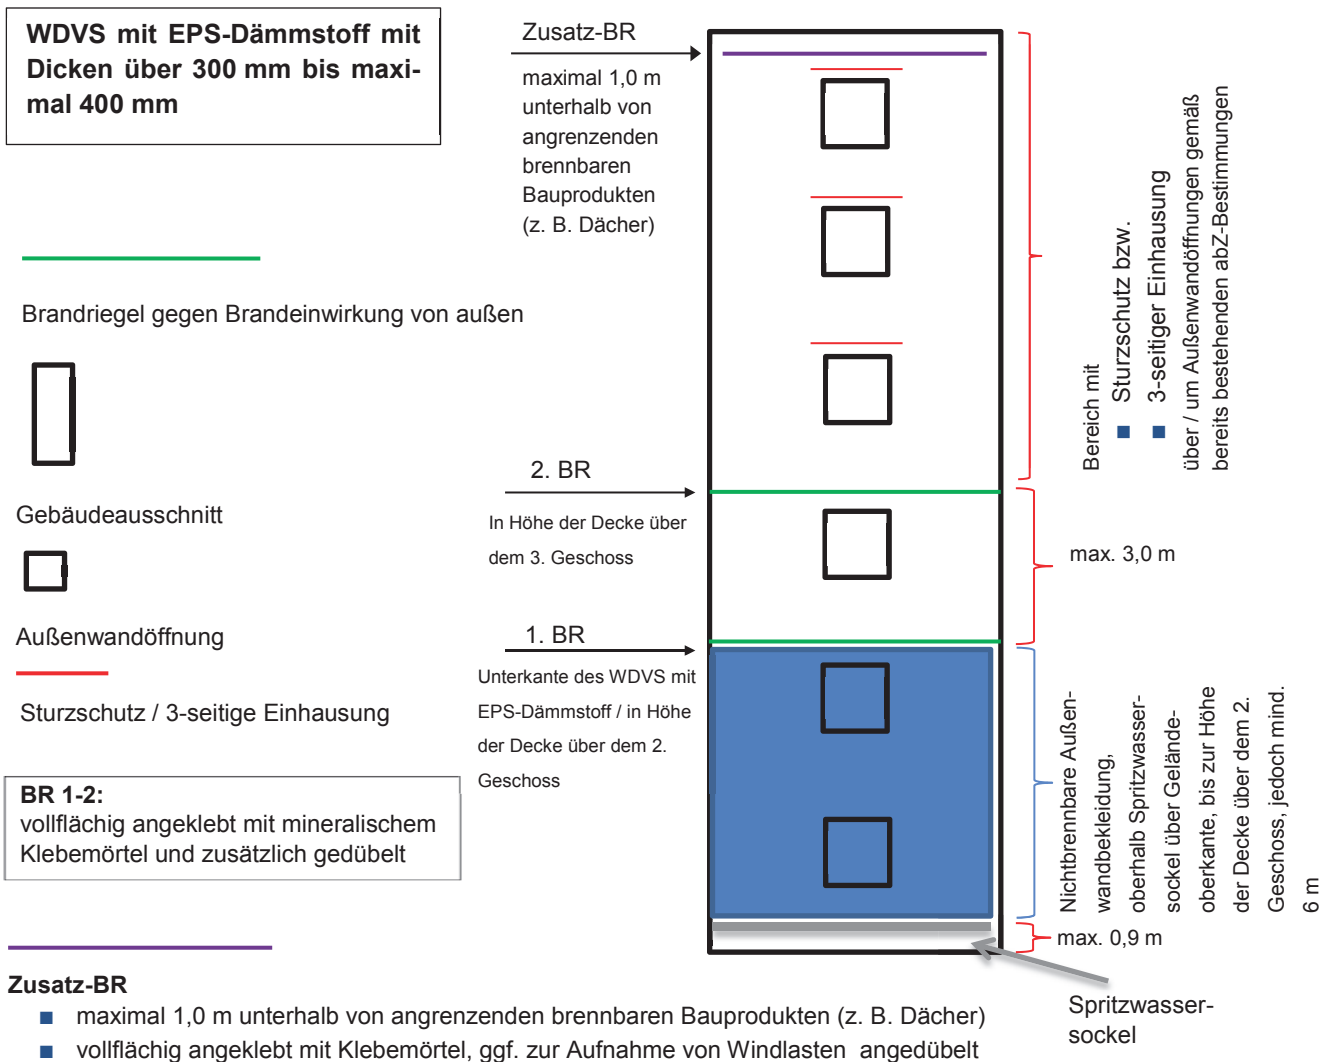 WDVS mit EPS-Dämmstoff mit
Dicken über 300 mm bis maxi-
mal 400 mm
Brandriegel gegen Brandeinwirkung von außen
Gebäudeausschnitt
Außenwandöffnung
Sturzschutz / 3-seitige Einhausung
BR 1-2:
vollflächig angeklebt mit mineralischem
Klebemörtel und zusätzlich gedübelt
Zusatz-BR
maximal 1,0 m
unterhalb von
angrenzenden
brennbaren
Bauprodukten
(z. B. Dächer)
2. BR
In Höhe der Decke über
dem 3. Geschoss
1. BR
Unterkante des WDVS mit
EPS-Dämmstoff / in Höhe
der Decke über dem 2.
Geschoss
Bereich mit
■ Sturzschutz bzw.
■ 3-seitiger Einhausung
über / um Außenwandöffnungen gemäß
bereits bestehenden abZ-Bestimmungen
max. 3,0 m
Nichtbrennbare Außen-
wandbekleidung,
oberhalb Spritzwasser-
sockel über Gelände-
oberkante, bis zur Höhe
der Decke über dem 2.
Geschoss, jedoch mind.
6 m
max. 0,9 m
Spritzwasser-
sockel
Zusatz-BR
■ maximal 1,0 m unterhalb von angrenzenden brennbaren Bauprodukten (z. B. Dächer)
■ vollflächig angeklebt mit Klebemörtel, ggf. zur Aufnahme von Windlasten angedübelt